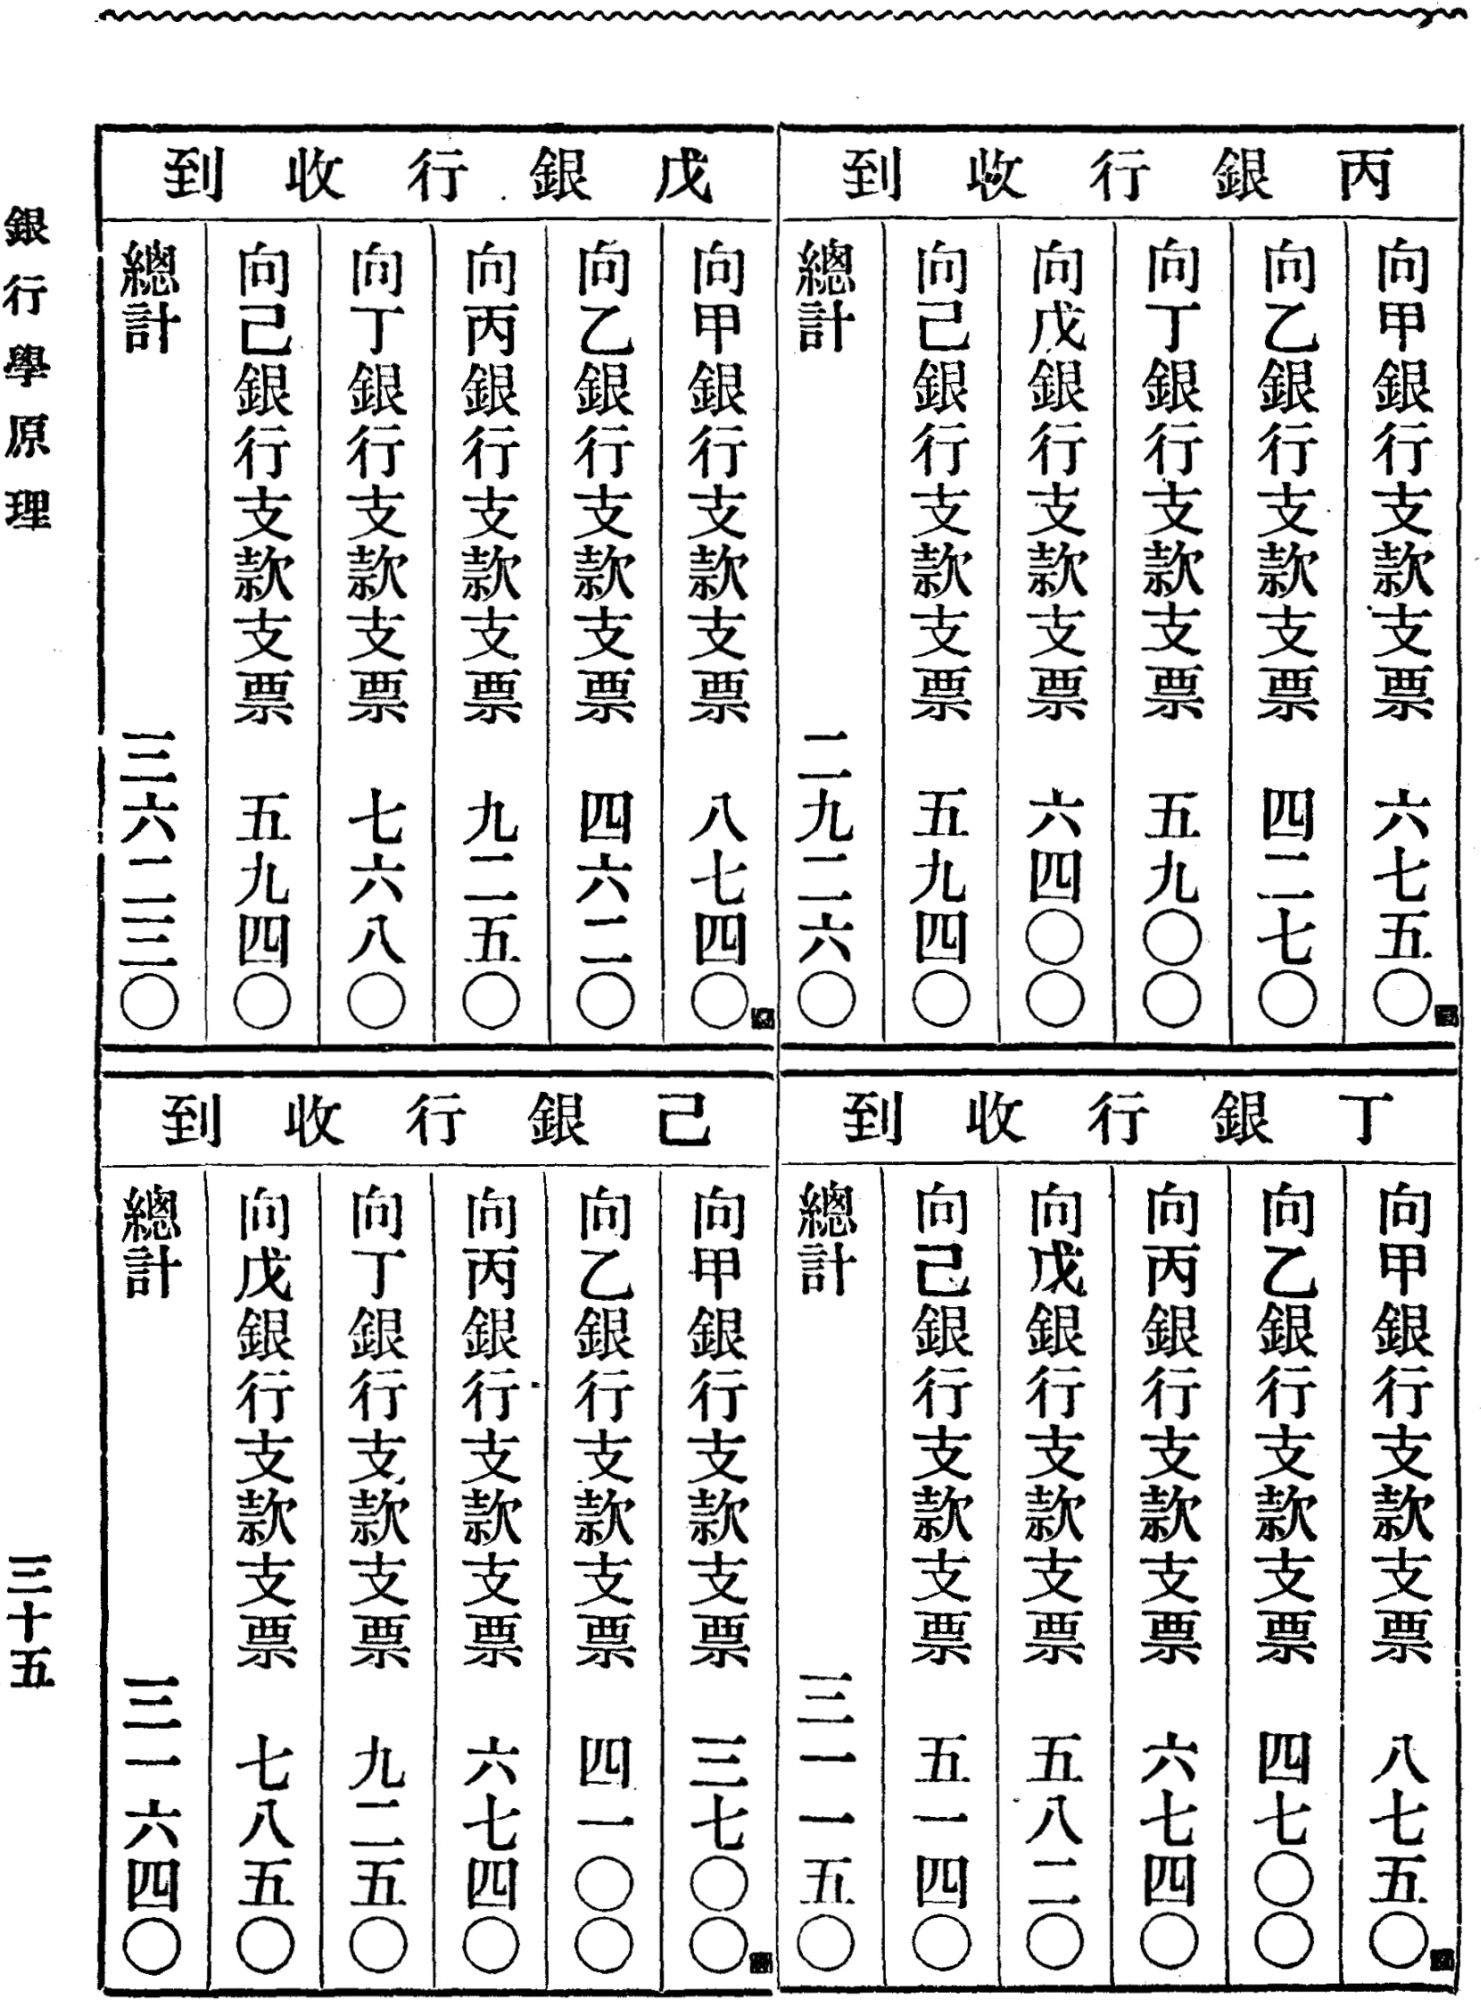 丙銀行收到
向甲銀行支款支票 六七五〇
向乙銀行支款支票 四二七〇
向丁銀行支款支票 五九〇〇
向戊銀行支款支票 六四〇〇
向己銀行支款支票 五九四〇
總計 二九二六〇
丁銀行收到
向甲銀行支款支票 八七五〇
向乙銀行支款支票 四七〇〇
向丙銀行支款支票 六七四〇
向戊銀行支款支票 五八二〇
向己銀行支款支票 五一四〇
總計 三一一五〇
戊銀行收到
向甲銀行支款支票 八七四〇
向乙銀行支款支票 四六二〇
向丙銀行支款支票 九二五〇
向丁銀行支款支票 七六八〇
向己銀行支款支票 五九四〇
總計 三六二三〇
己銀行收到
向甲銀行支款支票 三七〇〇
向乙銀行支款支票 四一〇〇
向丙銀行支款支票 六七四〇
向丁銀行支款支票 九二五〇
向戊銀行支款支票 七八五〇
總計 三一六四〇
銀行學原理
三十五